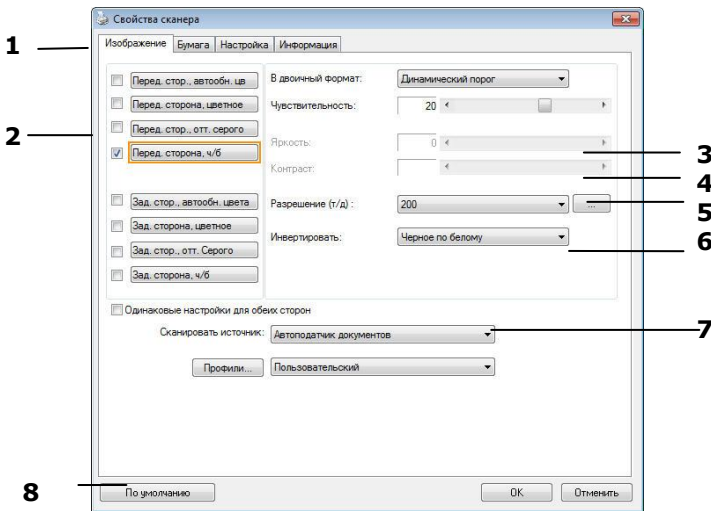 Свойства сканера
1
Изображение Бумага Настройка Информация
Перед. стор., автообн. цв
В двоичный формат: Динамический порог
Перед. сторона, цветное
Чувствительность: 20
2
Перед. стор., отт. серого
Яркость: 0
Перед. сторона, ч/б
3
Контраст:
4
Зад. стор., автообн. цвета
Разрешение (т/д) : 200 ...
5
Зад. сторона, цветное
Инвертировать: Черное по белому
6
Зад. стор., отт. Серого
Зад. сторона, ч/б
Одинаковые настройки для обеих сторон
Сканировать источник: Автоподатчик документов
7
Профили... Пользовательский
8
По умолчанию OK Отменить